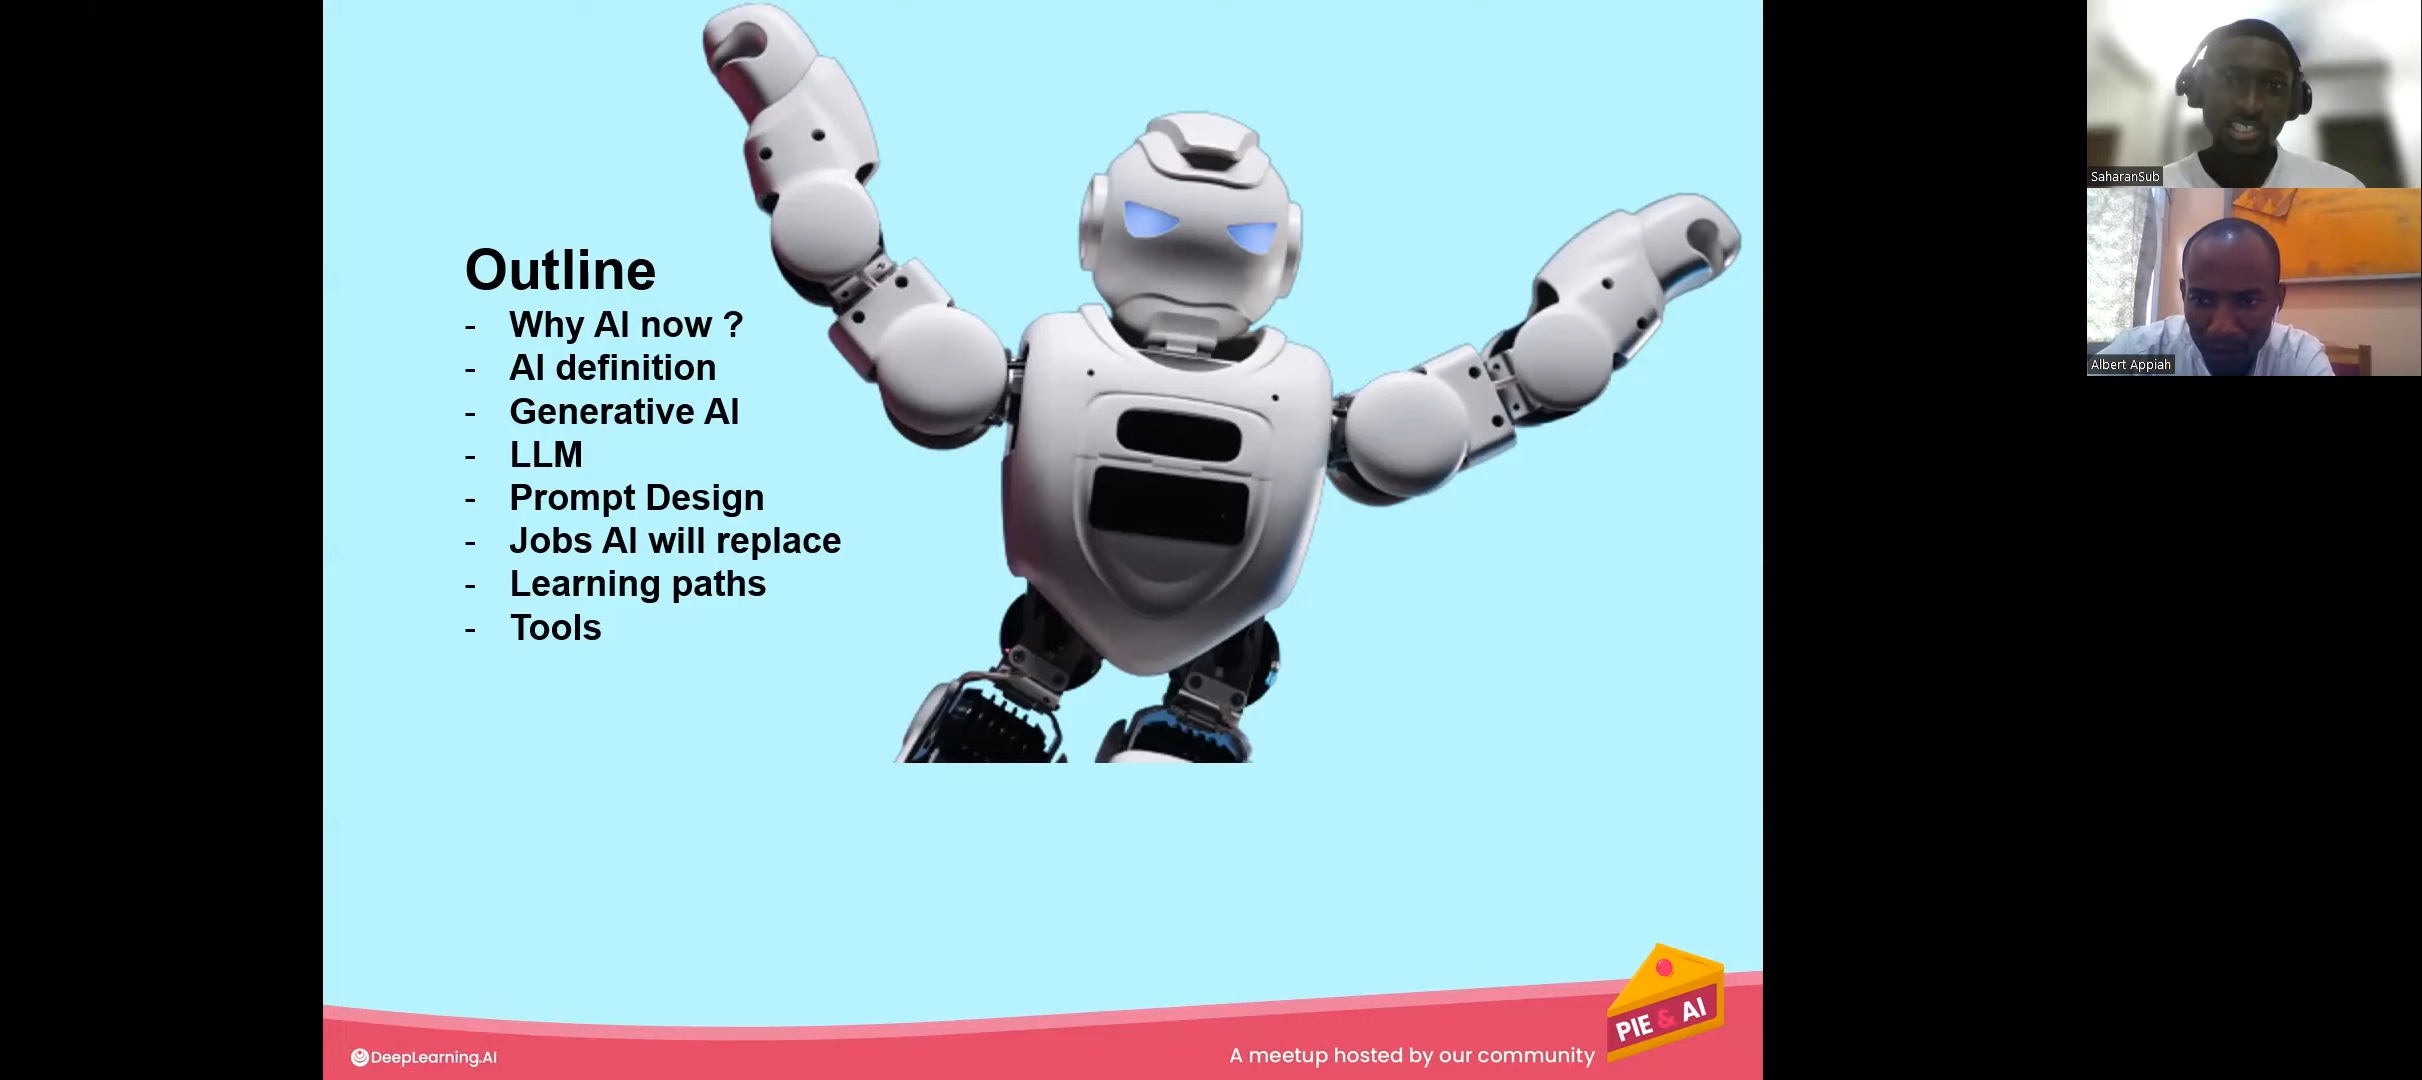 Outline
- Why AI now ?
- AI definition
- Generative AI
- LLM
- Prompt Design
- Jobs AI will replace
- Learning paths
- Tools
DeepLearning.AI
A meetup hosted by our community
PIE & AI
SaharanSub
Albert Appiah